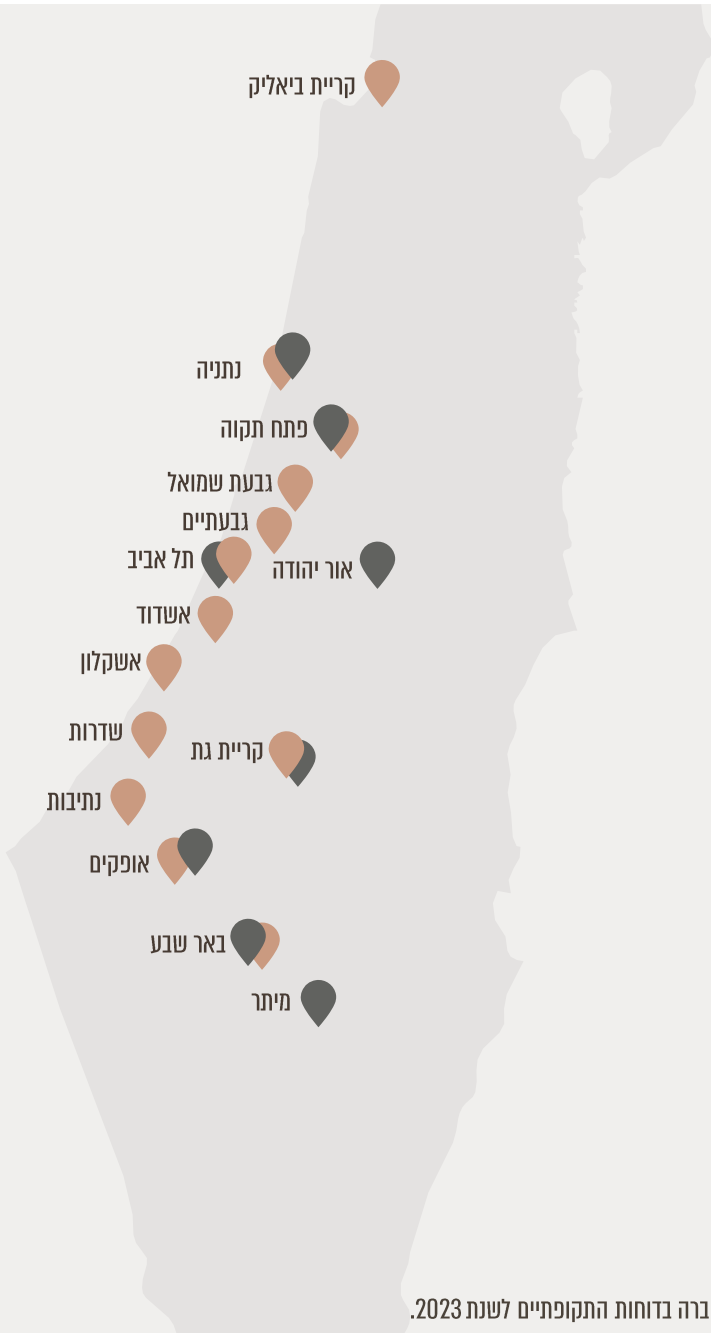 קריית ביאליק
נתניה
פתח תקוה
גבעת שמואל
גבעתיים
תל אביב
אור יהודה
אשדוד
אשקלון
שדרות
קריית גת
נתיבות
אופקים
באר שבע
מיתר
ברה בדוחות התקופתיים לשנת 2023.